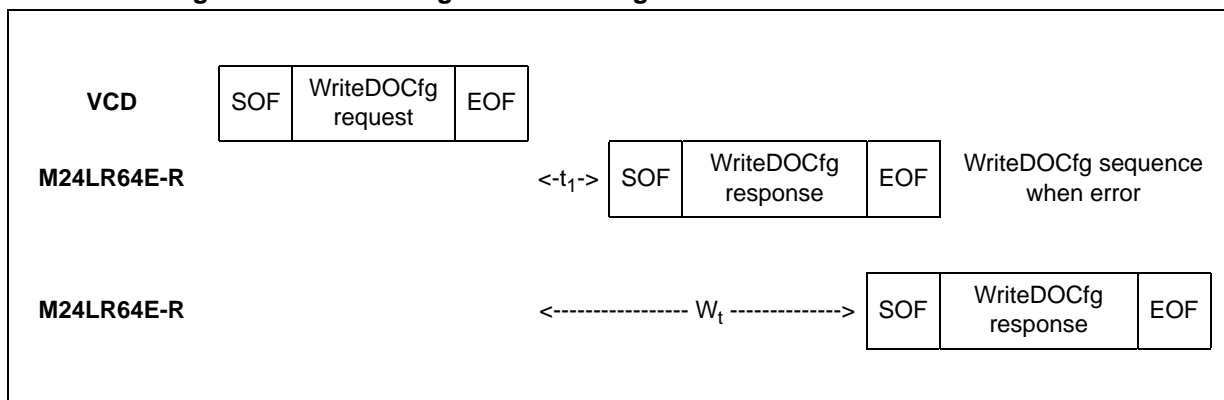 VCD SOF WriteDOCfg request EOF
M24LR64E-R <-t1-> SOF WriteDOCfg response EOF WriteDOCfg sequence when error
M24LR64E-R <----------------- Wt --------------> SOF WriteDOCfg response EOF